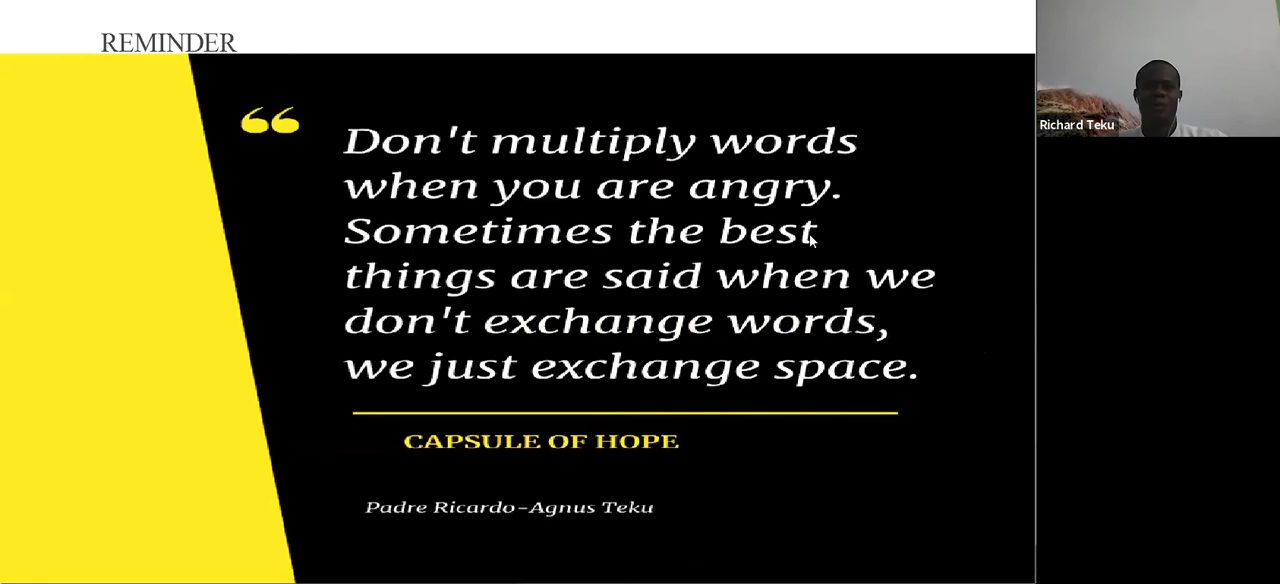 REMINDER
“
Don't multiply words
when you are angry.
Sometimes the best
things are said when we
don't exchange words,
we just exchange space.
CAPSULE OF HOPE
Padre Ricardo-Agnus Teku
Richard Teku